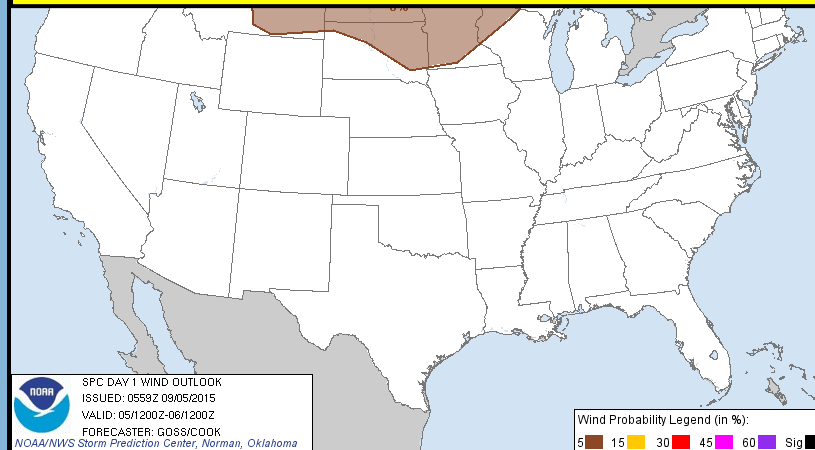 SPC DAY 1 WIND OUTLOOK
ISSUED: 0559Z 09/05/2015
VALID: 05/1200Z-06/1200Z
FORECASTER: GOSS/COOK
NOAA/NWS Storm Prediction Center, Norman, Oklahoma
NOAA
Wind Probability Legend (in %):
5 15 30 45 60 Sig